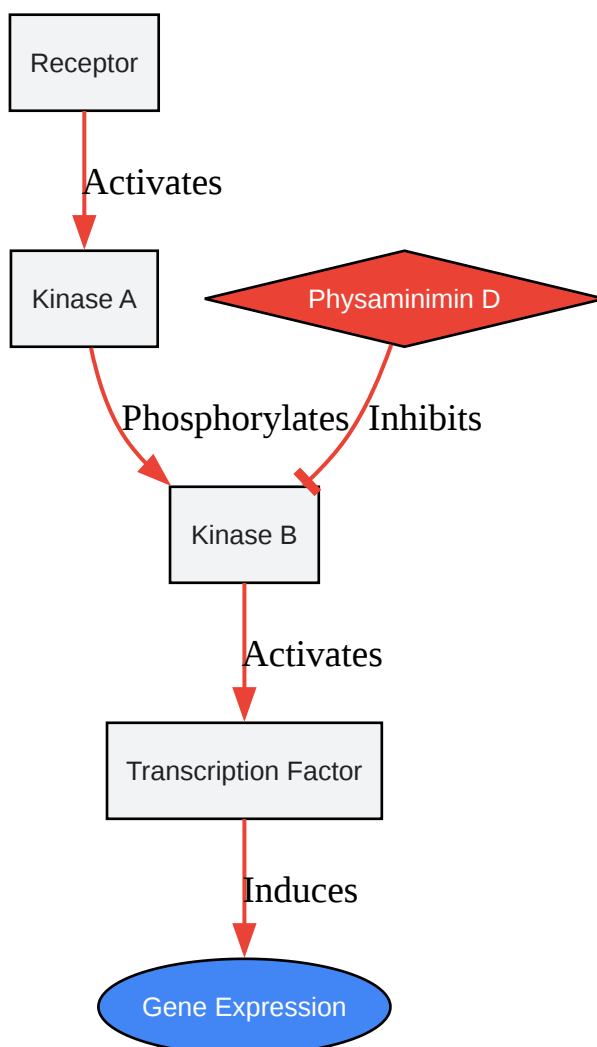 Receptor
Activates
Kinase A
Physaminimin D
Phosphorylates
Inhibits
Kinase B
Activates
Transcription Factor
Induces
Gene Expression